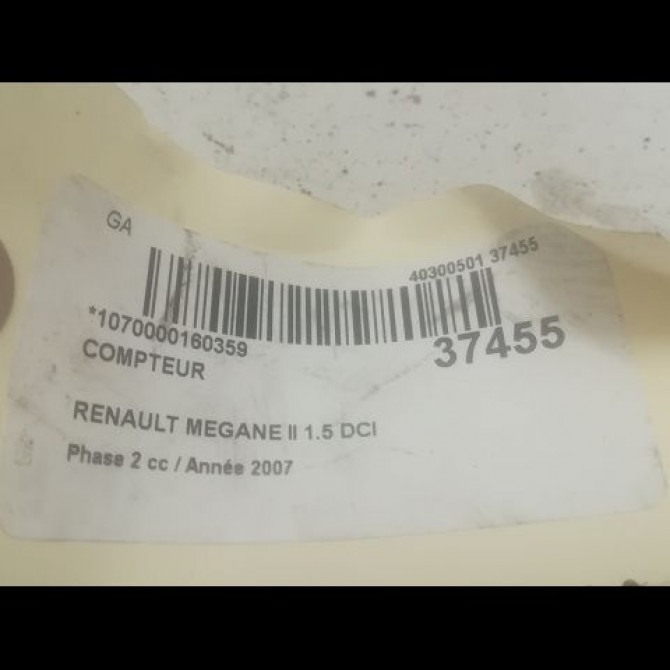 GA
40300501 37455
*1070000160359
37455
COMPTEUR
RENAULT MEGANE II 1.5 DCI
Phase 2 cc / Année 2007